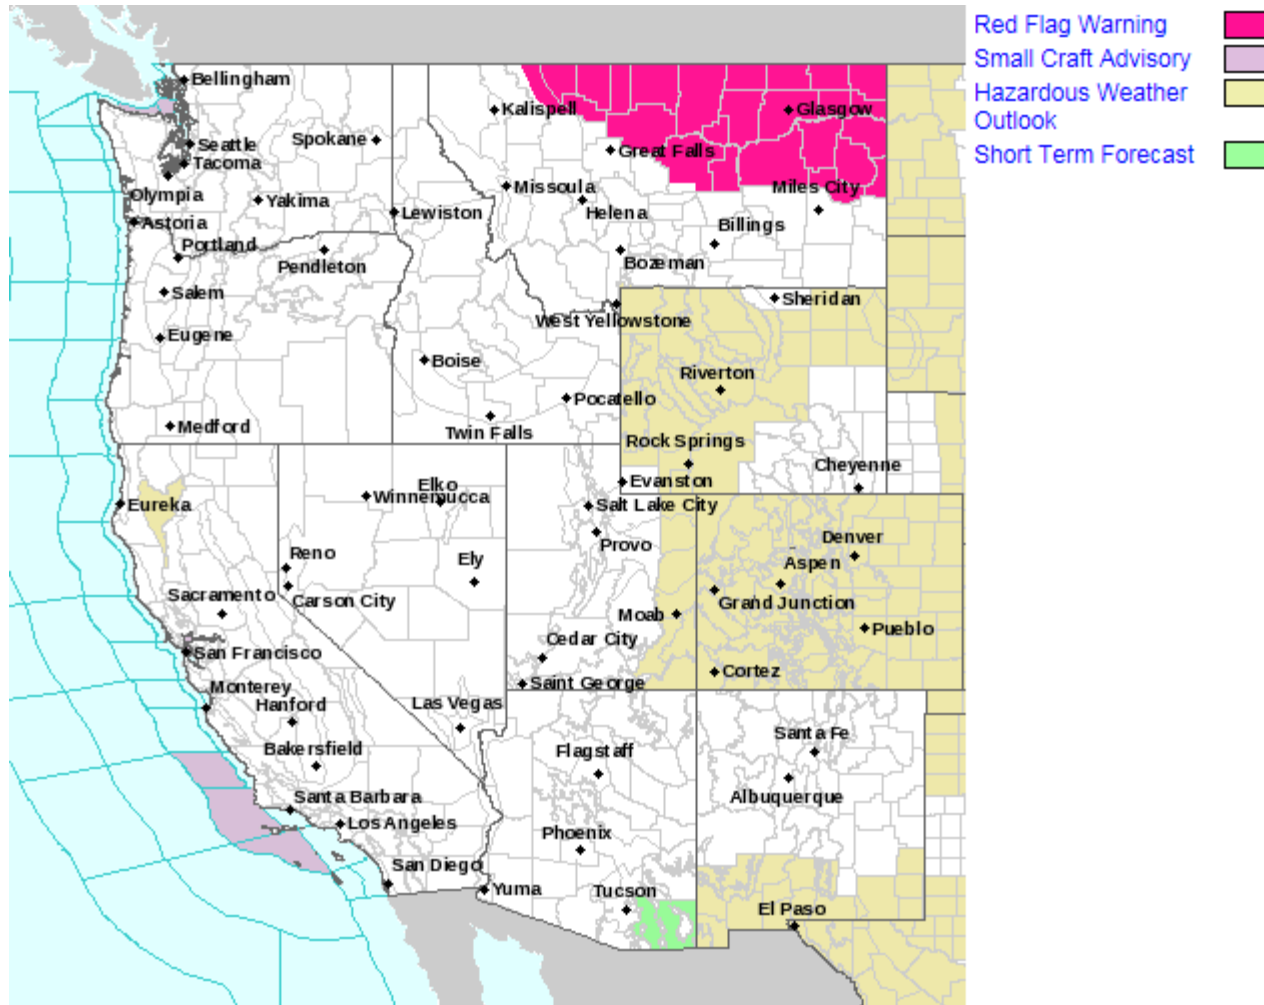 Red Flag Warning
Small Craft Advisory
Hazardous Weather
Outlook
Short Term Forecast
Bellingham
Kalispell
Glasgow
Seattle
Spokane
Great Falls
Tacoma
Olympia
Yakima
Missoula
Miles City
Helena
Lewiston
Astoria
Billings
Portland
Pendleton
Bozeman
Salem
Sheridan
West Yellowstone
Eugene
Boise
Riverton
Pocatello
Medford
Twin Falls
Rock Springs
Cheyenne
Evanston
Elko
Winnemucca
Eureka
Salt Lake City
Provo
Denver
Reno
Ely
Aspen
Sacramento
Carson City
Grand Junction
Moab
Pueblo
Cedar City
San Francisco
Cortez
Saint George
Monterey
Hanford
Las Vegas
Santa Fe
Bakersfield
Flagstaff
Albuquerque
Santa Barbara
Los Angeles
Phoenix
San Diego
Yuma
Tucson
El Paso